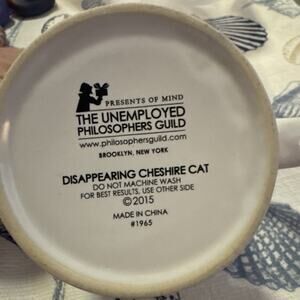 PRESENTS OF MIND
THE UNEMPLOYED
PHILOSOPHERS GUILD
www.philosophersguild.com
BROOKLYN, NEW YORK
DISAPPEARING CHESHIRE CAT
DO NOT MACHINE WASH
FOR BEST RESULTS, USE OTHER SIDE
©2015
MADE IN CHINA
#1965